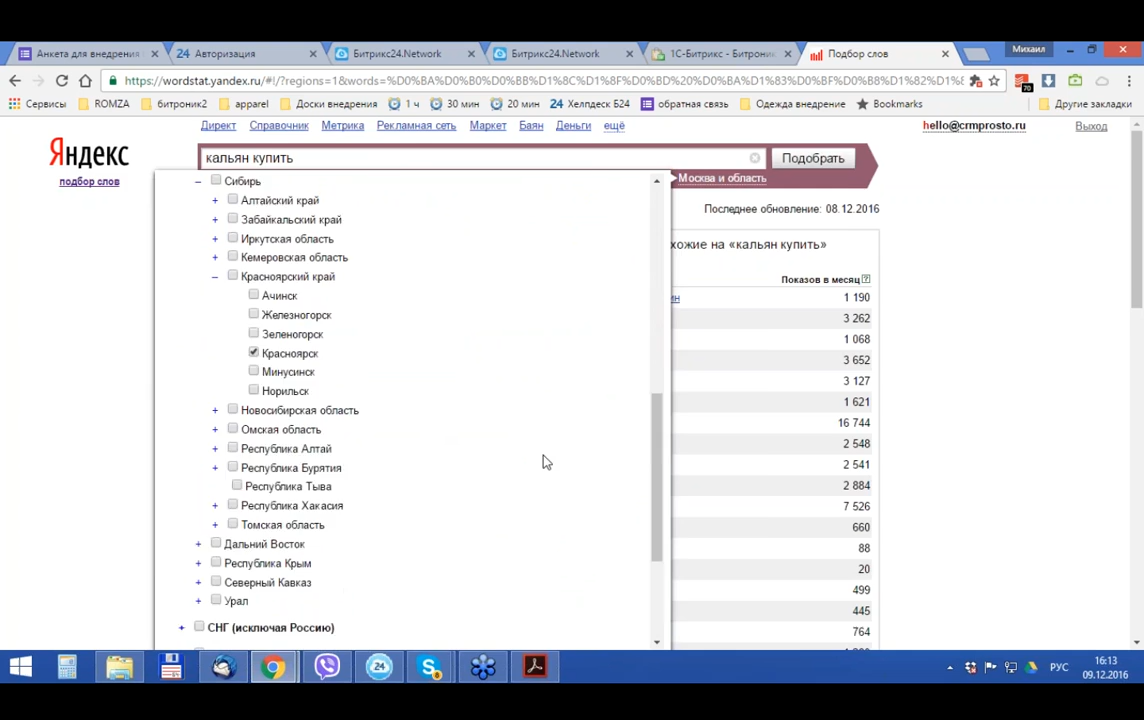 Анкета для внедрения
24 Авторизация
Битрикс24.Network
Битрикс24.Network
1С-Битрикс - Битроник
Подбор слов
Михаил
https://wordstat.yandex.ru/#!/?regions=1&words=%D0%BA%D0%B0%D0%BB%D1%8C%D1%8F%D0%BD%20%D0%BA%D1%83%D0%BF%D0%B8%D1%82%D1%8
70
Сервисы
ROMZA
битроник2
apparel
Доски внедрения
1 ч
30 мин
20 мин
24 Хелпдеск Б24
обратная связь
Одежда внедрение
Bookmarks
Другие закладки
Директ
Справочник
Метрика
Рекламная сеть
Маркет
Баян
Деньги
ещё
hello@crmprosto.ru
Выход
Яндекс
подбор слов
кальян купить
Подобрать
Москва и область
Последнее обновление: 08.12.2016
– Сибирь
+ Алтайский край
+ Забайкальский край
+ Иркутская область
+ Кемеровская область
– Красноярский край
Ачинск
Железногорск
Зеленогорск
Красноярск
Минусинск
Норильск
+ Новосибирская область
+ Омская область
+ Республика Алтай
+ Республика Бурятия
Республика Тыва
+ Республика Хакасия
+ Томская область
+ Дальний Восток
+ Республика Крым
+ Северный Кавказ
+ Урал
+ СНГ (исключая Россию)
хожие на «кальян купить»
Показов в месяц ?
ин 1 190
3 262
1 068
3 652
3 127
1 621
16 744
2 548
2 541
2 884
7 526
660
88
20
499
445
764
24
РУС
16:13
09.12.2016